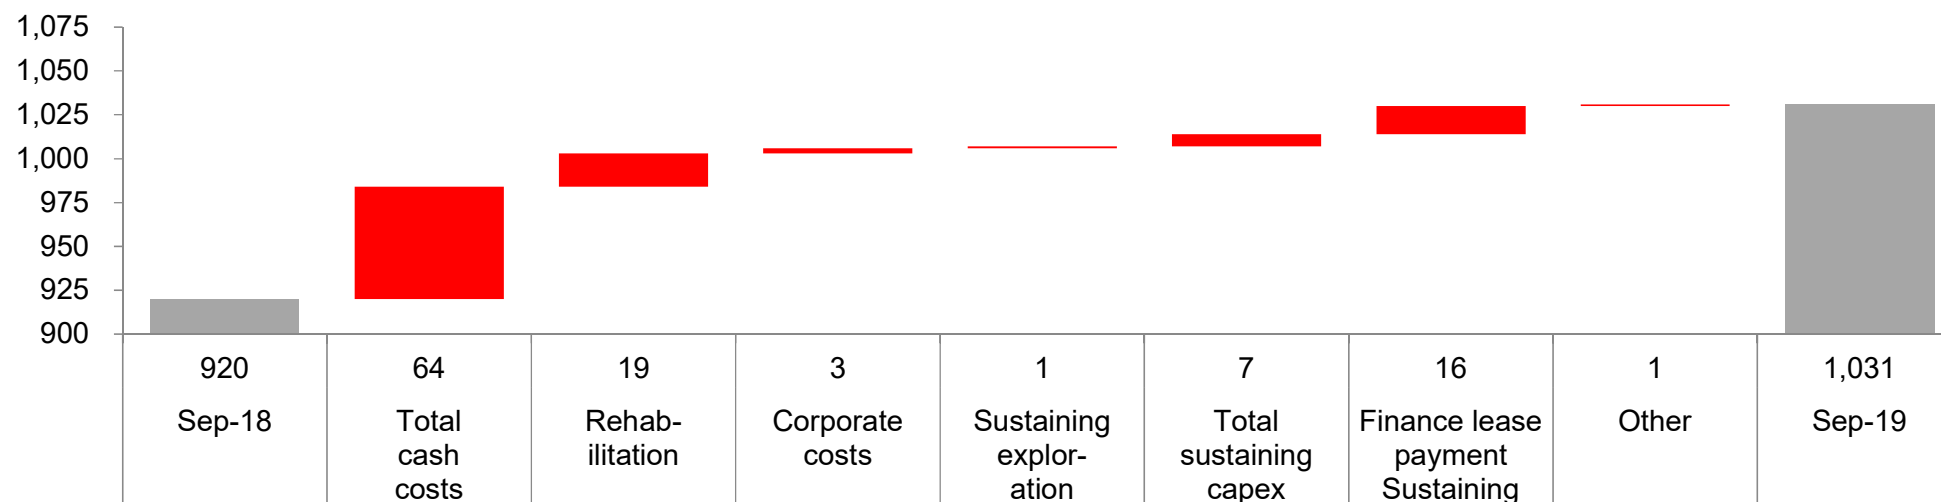 1,075
1,050
1,025
1,000
975
950
925
900
920 64 19 3 1 7 16 1 1,031
Sep-18 Total Rehab- Corporate Sustaining Total Finance lease Other Sep-19
cash ilitation costs explor- sustaining payment
costs ation capex Sustaining